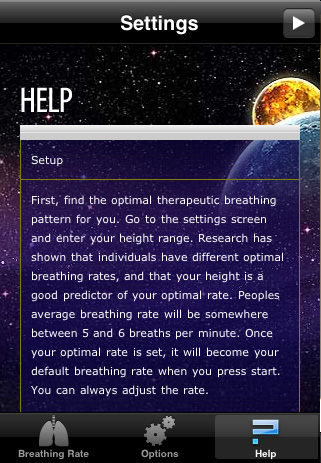 Settings
HELP
Setup
First, find the optimal therapeutic breathing
pattern for you. Go to the settings screen
and enter your height range. Research has
shown that individuals have different optimal
breathing rates, and that your height is a
good predictor of your optimal rate. Peoples
average breathing rate will be somewhere
between 5 and 6 breaths per minute. Once
your optimal rate is set, it will become your
default breathing rate when you press start.
You can always adjust the rate.
Breathing Rate
Options
Help